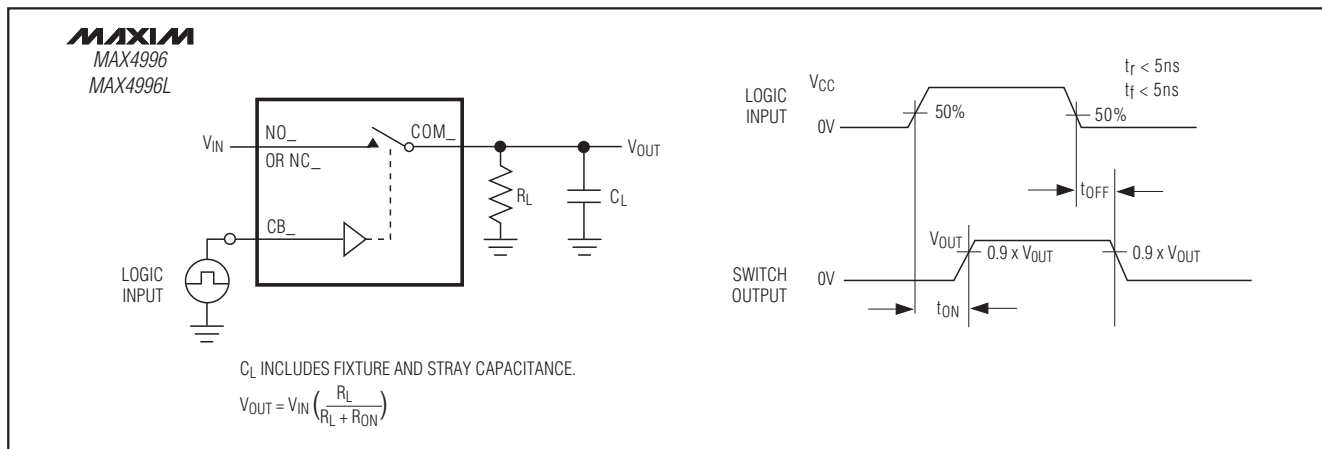 MAXIM
MAX4996
MAX4996L
VIN
NO_
OR NC_
COM_
VOUT
RL
CL
CB_
LOGIC
INPUT
CL INCLUDES FIXTURE AND STRAY CAPACITANCE.
VOUT = VIN (RL / RL + RON)
LOGIC
INPUT
VCC
0V
50%
50%
tr < 5ns
tf < 5ns
tOFF
SWITCH
OUTPUT
VOUT
0V
0.9 x VOUT
0.9 x VOUT
tON